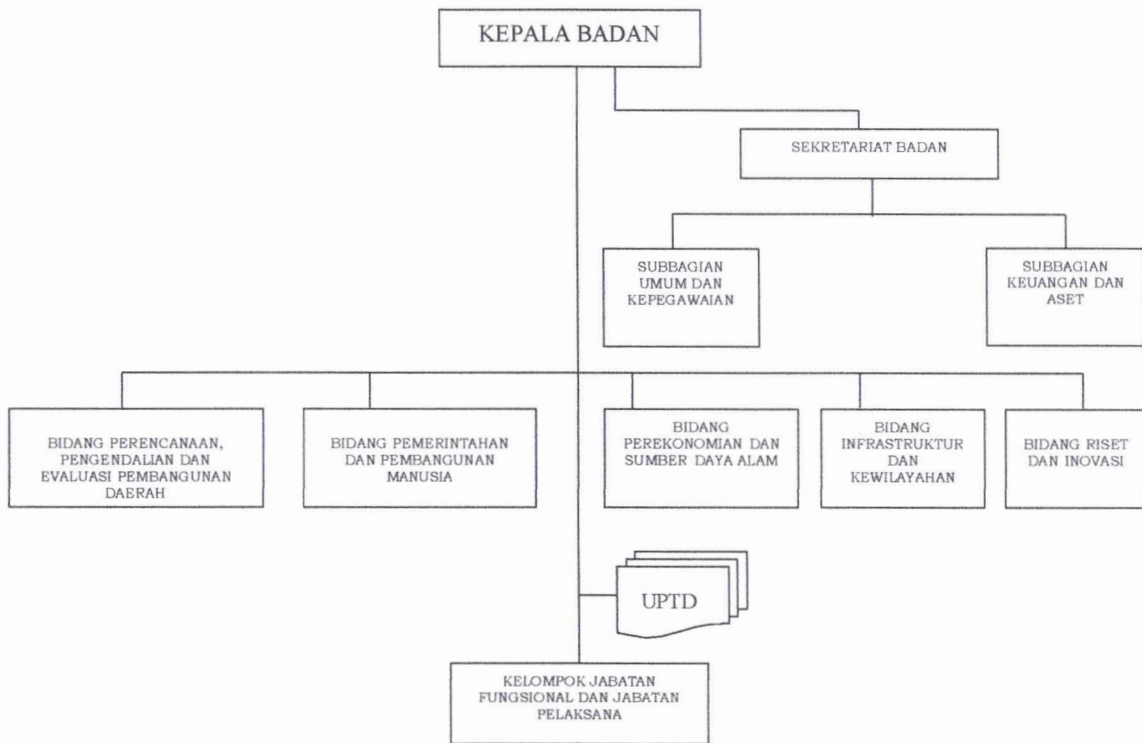 KEPALA BADAN
SEKRETARIAT BADAN
SUBBAGIAN
UMUM DAN
KEPEGAWAIAN
SUBBAGIAN
KEUANGAN DAN
ASET
BIDANG PERENCANAAN,
PENGENDALIAN DAN
EVALUASI PEMBANGUNAN
DAERAH
BIDANG PEMERINTAHAN
DAN PEMBANGUNAN
MANUSIA
BIDANG
PEREKONOMIAN DAN
SUMBER DAYA ALAM
BIDANG
INFRASTRUKTUR
DAN
KEWILAYAHAN
BIDANG RISET
DAN INOVASI
UPTD
KELOMPOK JABATAN
FUNGSIONAL DAN JABATAN
PELAKSANA